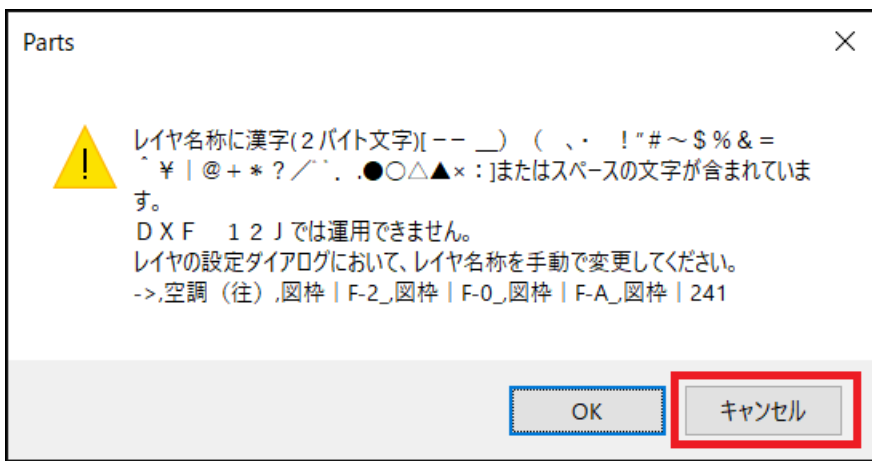 Parts
レイヤ名称に漢字(２バイト文字)[－－ ＿）（ 、・ ！″＃～＄％＆＝
＾￥｜＠＋＊？／｀｀．.●○△▲×：]またはスペースの文字が含まれていま
す。
ＤＸＦ　１２Ｊでは運用できません。
レイヤの設定ダイアログにおいて、レイヤ名称を手動で変更してください。
->,空調（往）,図枠｜F-2_,図枠｜F-0_,図枠｜F-A_,図枠｜241
OK
キャンセル